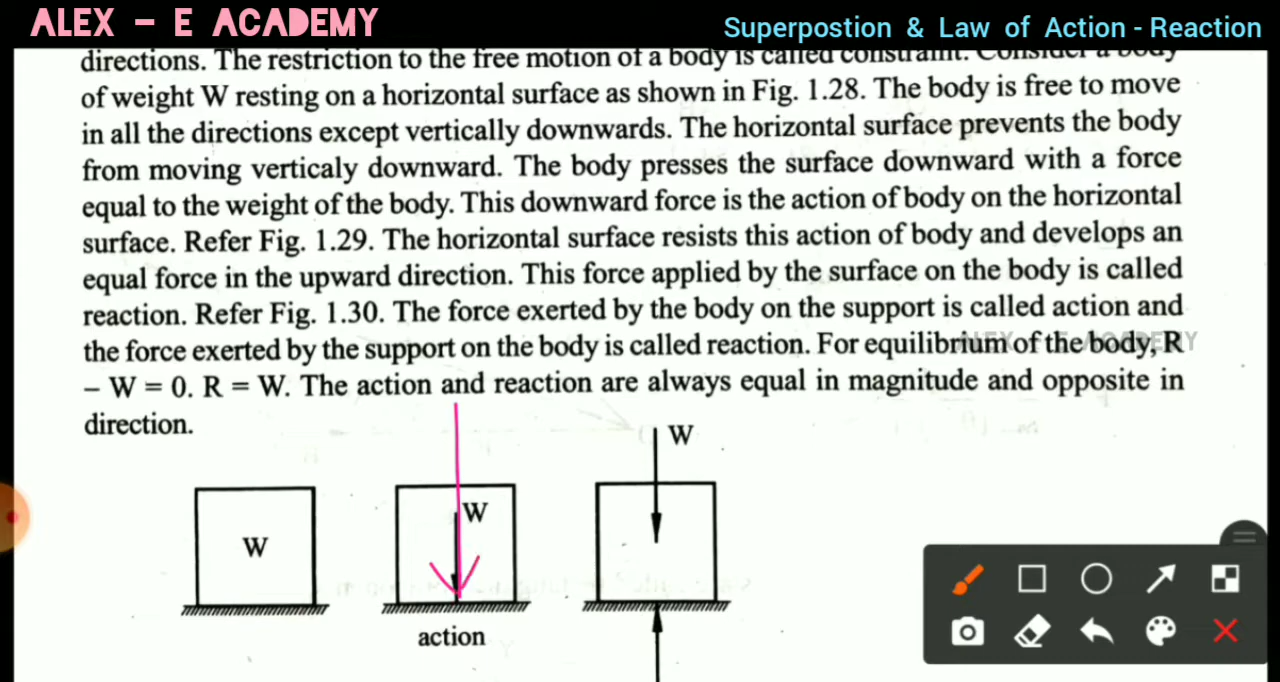 ALEX - E ACADEMY
Superpostion & Law of Action - Reaction
directions. The restriction to the free motion of a body is called constraint. Consider a body
of weight W resting on a horizontal surface as shown in Fig. 1.28. The body is free to move
in all the directions except vertically downwards. The horizontal surface prevents the body
from moving verticaly downward. The body presses the surface downward with a force
equal to the weight of the body. This downward force is the action of body on the horizontal
surface. Refer Fig. 1.29. The horizontal surface resists this action of body and develops an
equal force in the upward direction. This force applied by the surface on the body is called
reaction. Refer Fig. 1.30. The force exerted by the body on the support is called action and
ALEX - E ACADEMY
the force exerted by the support on the body is called reaction. For equilibrium of the body, R
– W = 0. R = W. The action and reaction are always equal in magnitude and opposite in
direction.
W
W
W
action